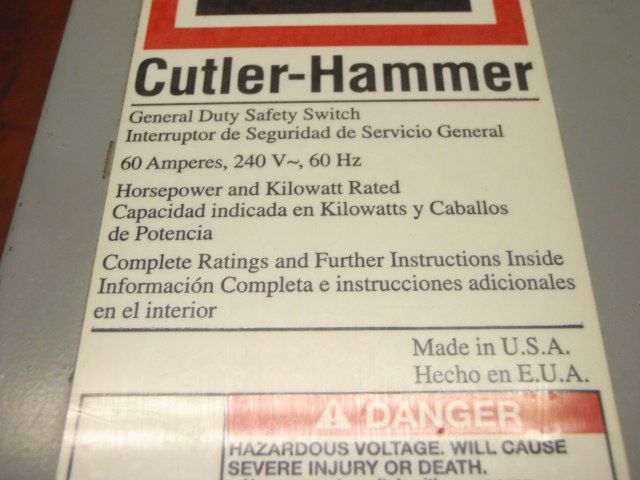 Cutler-Hammer
General Duty Safety Switch
Interruptor de Seguridad de Servicio General
60 Amperes, 240 V~, 60 Hz
Horsepower and Kilowatt Rated
Capacidad indicada en Kilowatts y Caballos
de Potencia
Complete Ratings and Further Instructions Inside
Información Completa e instrucciones adicionales
en el interior
Made in U.S.A.
Hecho en E.U.A.
DANGER
HAZARDOUS VOLTAGE. WILL CAUSE
SEVERE INJURY OR DEATH.